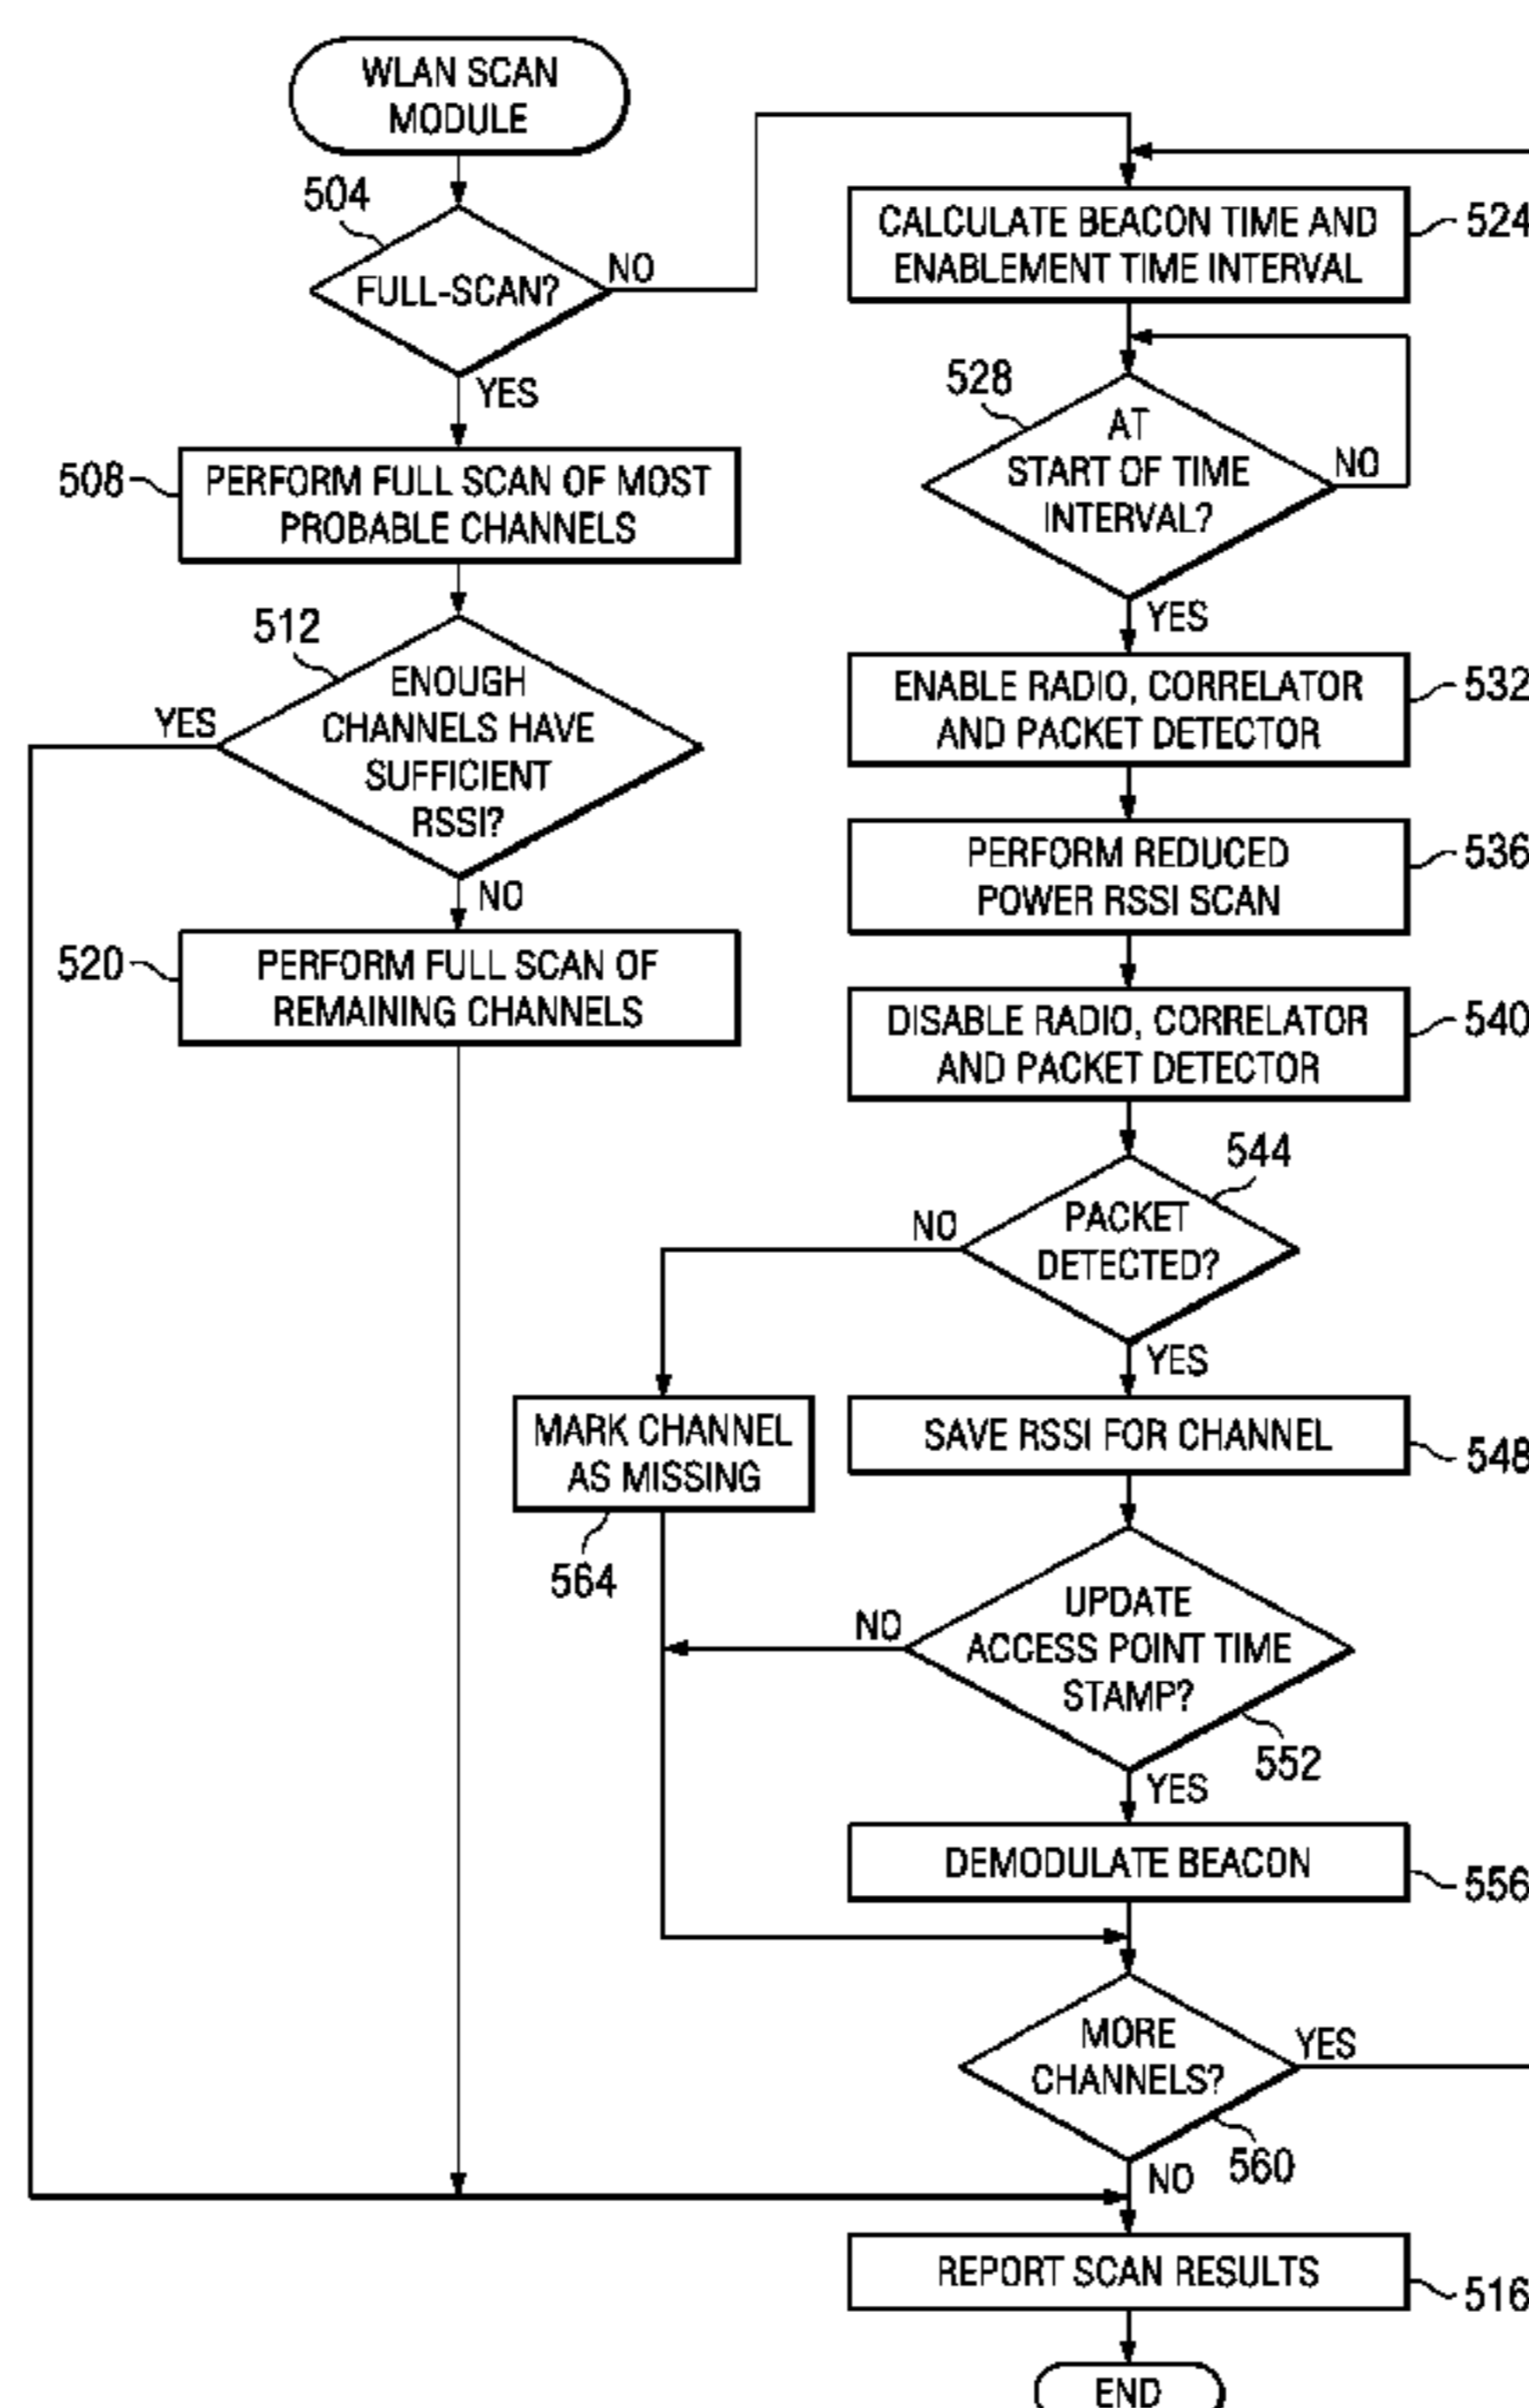 WLAN SCAN
MODULE
504
FULL-SCAN?
NO
YES
508
PERFORM FULL SCAN OF MOST
PROBABLE CHANNELS
512
ENOUGH
CHANNELS HAVE
SUFFICIENT
RSSI?
YES
NO
520
PERFORM FULL SCAN OF
REMAINING CHANNELS
CALCULATE BEACON TIME AND
ENABLEMENT TIME INTERVAL
524
528
AT
START OF TIME
INTERVAL?
NO
YES
ENABLE RADIO, CORRELATOR
AND PACKET DETECTOR
532
PERFORM REDUCED
POWER RSSI SCAN
536
DISABLE RADIO, CORRELATOR
AND PACKET DETECTOR
540
544
PACKET
DETECTED?
NO
YES
MARK CHANNEL
AS MISSING
564
SAVE RSSI FOR CHANNEL
548
UPDATE
ACCESS POINT TIME
STAMP?
NO
552
YES
DEMODULATE BEACON
556
MORE
CHANNELS?
YES
560
NO
REPORT SCAN RESULTS
516
END